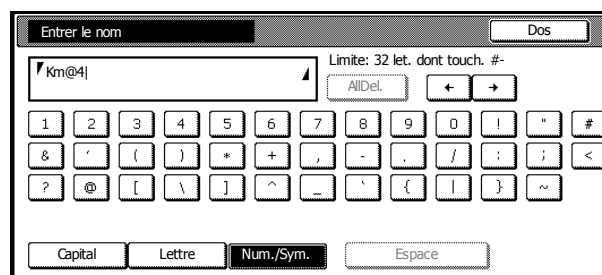 Entrer le nom
Dos
Limite: 32 let. dont touch. #-
Km@4|
AllDel.
← →
1 2 3 4 5 6 7 8 9 0 ! " #
& ´ ( ) * + , - . / : ; <
? @ [ \ ] ^ _ ` { | } ~
Capital Lettre Num./Sym. Espace